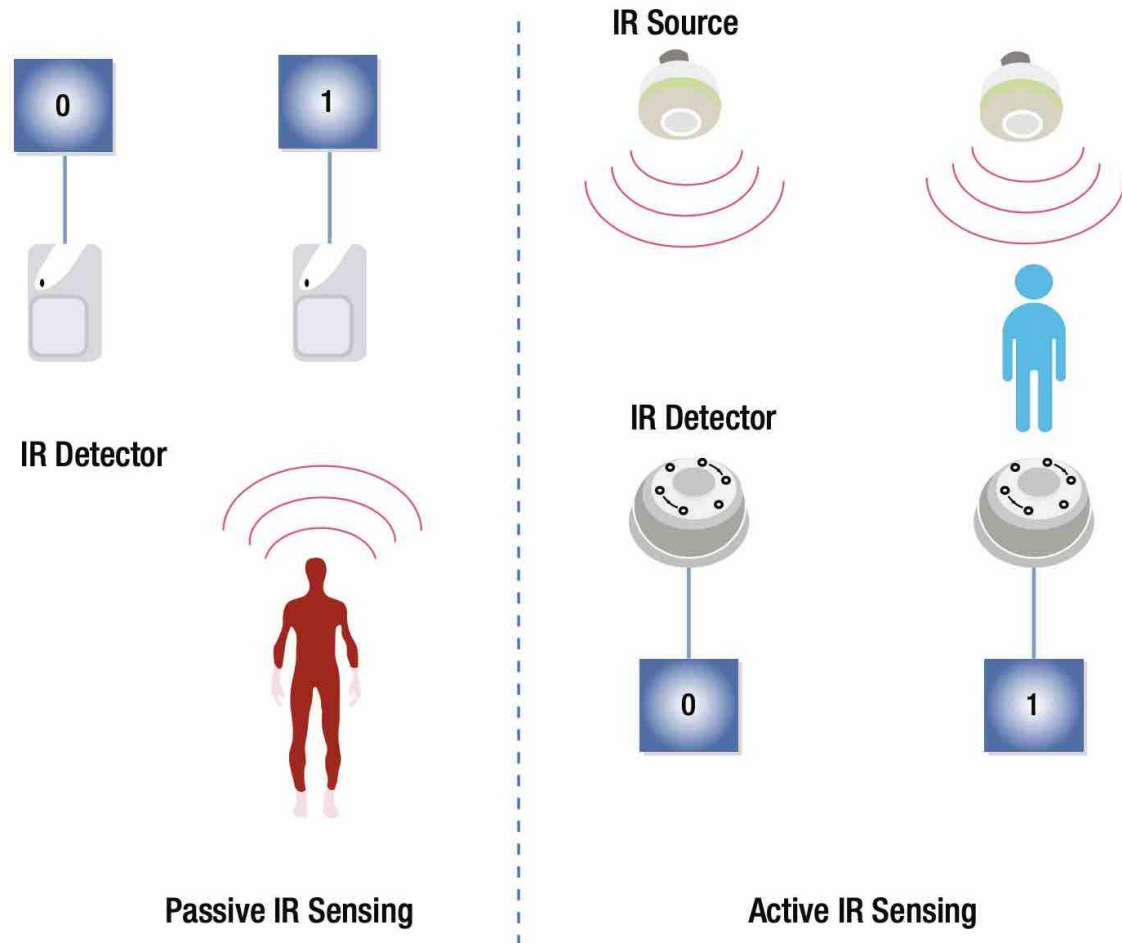 0
1
IR Detector
Passive IR Sensing
IR Source
IR Detector
0
1
Active IR Sensing